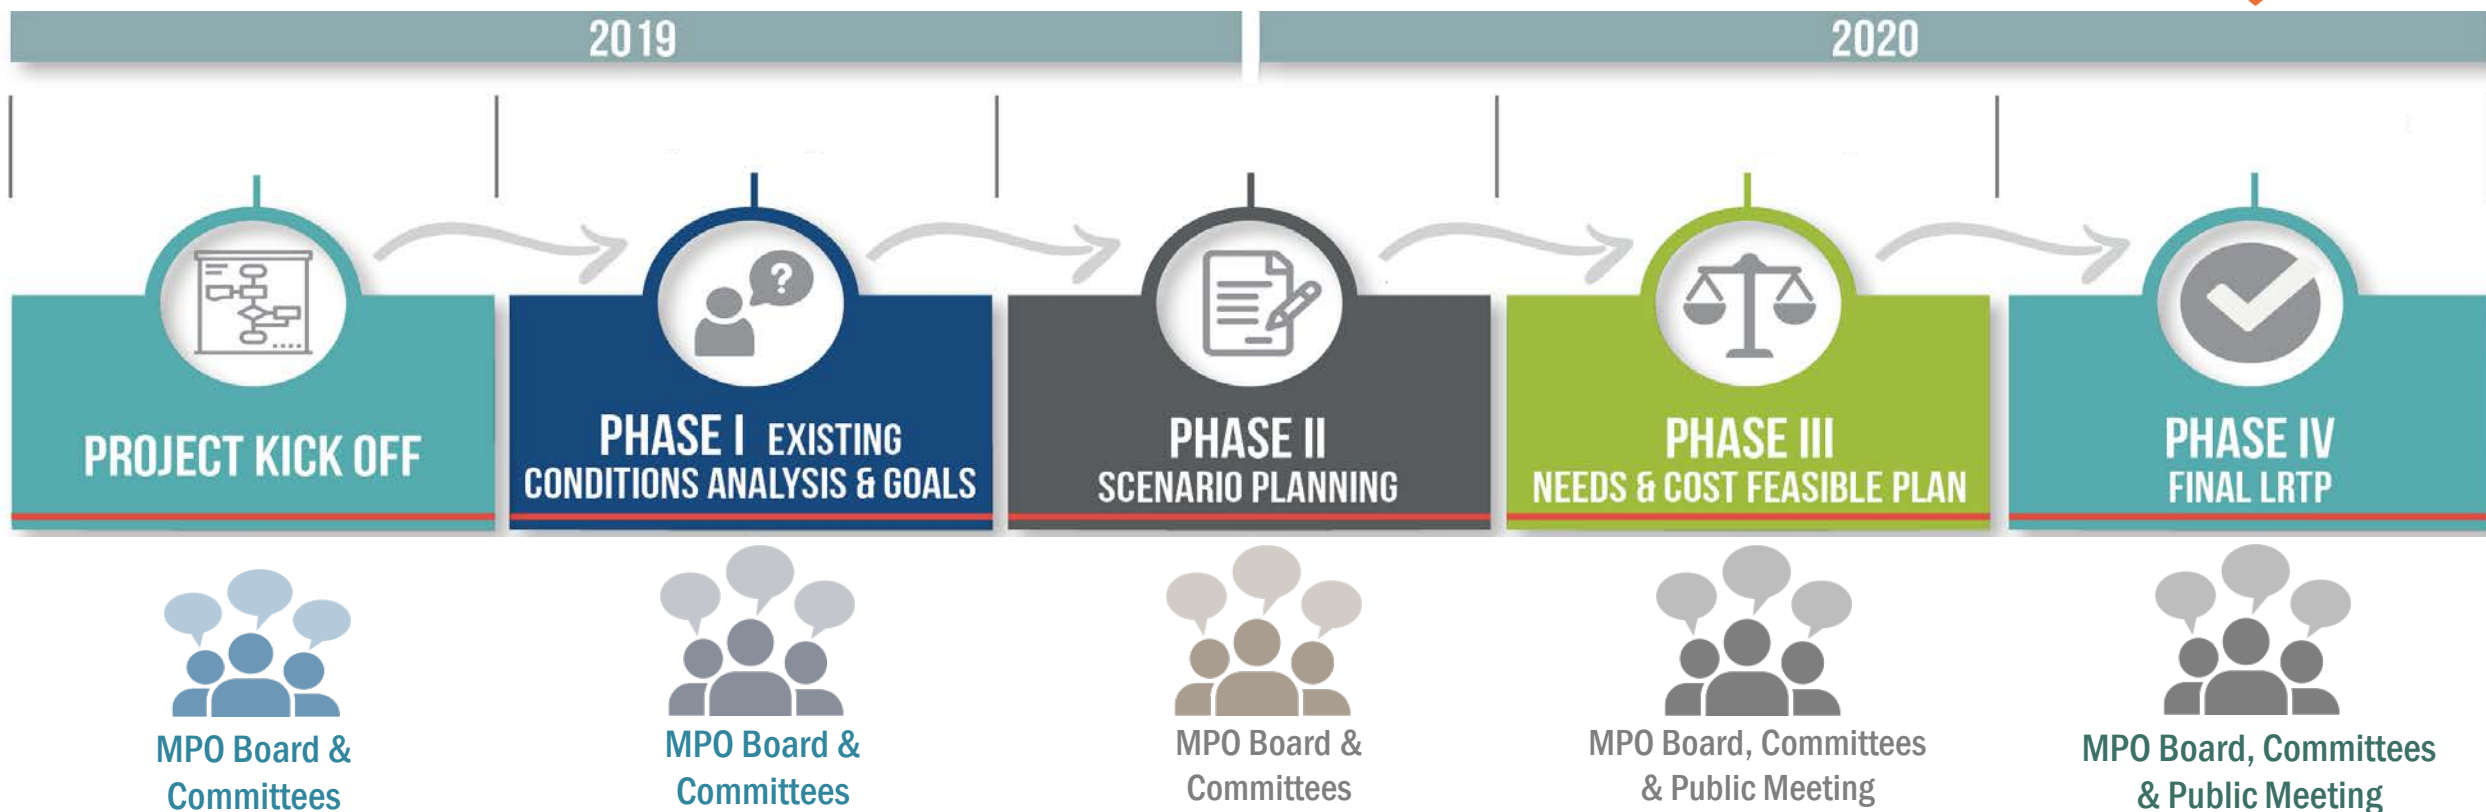 2019
2020
PROJECT KICK OFF
PHASE I EXISTING
CONDITIONS ANALYSIS & GOALS
PHASE II
SCENARIO PLANNING
PHASE III
NEEDS & COST FEASIBLE PLAN
PHASE IV
FINAL LRTP
?
MPO Board &
Committees
MPO Board &
Committees
MPO Board &
Committees
MPO Board, Committees
& Public Meeting
MPO Board, Committees
& Public Meeting